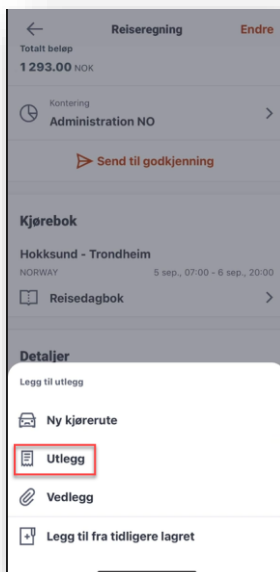 Reiseregning
Endre
Totalt beløp
1 293.00 NOK
Kontering
Administration NO
Send til godkjenning
Kjørebok
Hokksund - Trondheim
NORWAY
5 sep., 07:00 - 6 sep., 20:00
Reisedagbok
Detaljer
Legg til utlegg
Ny kjørerute
Utlegg
Vedlegg
Legg til fra tidligere lagret